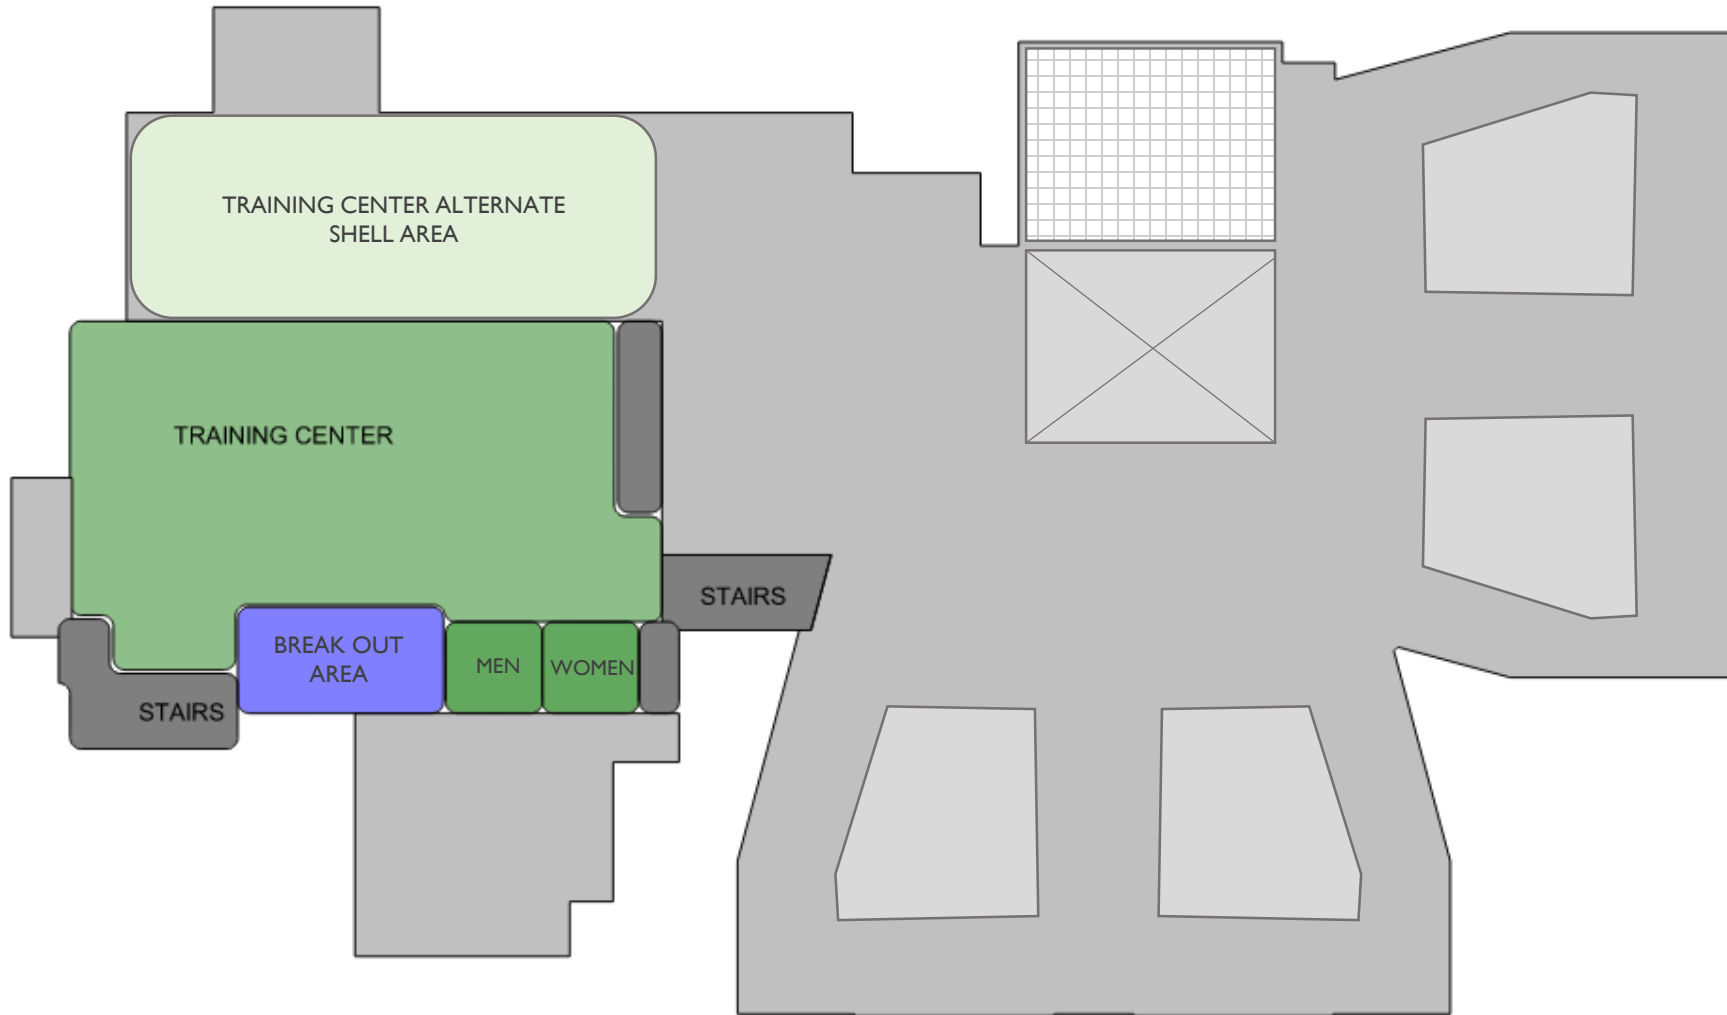 TRAINING CENTER ALTERNATE
SHELL AREA
TRAINING CENTER
STAIRS
BREAK OUT
AREA
MEN
WOMEN
STAIRS